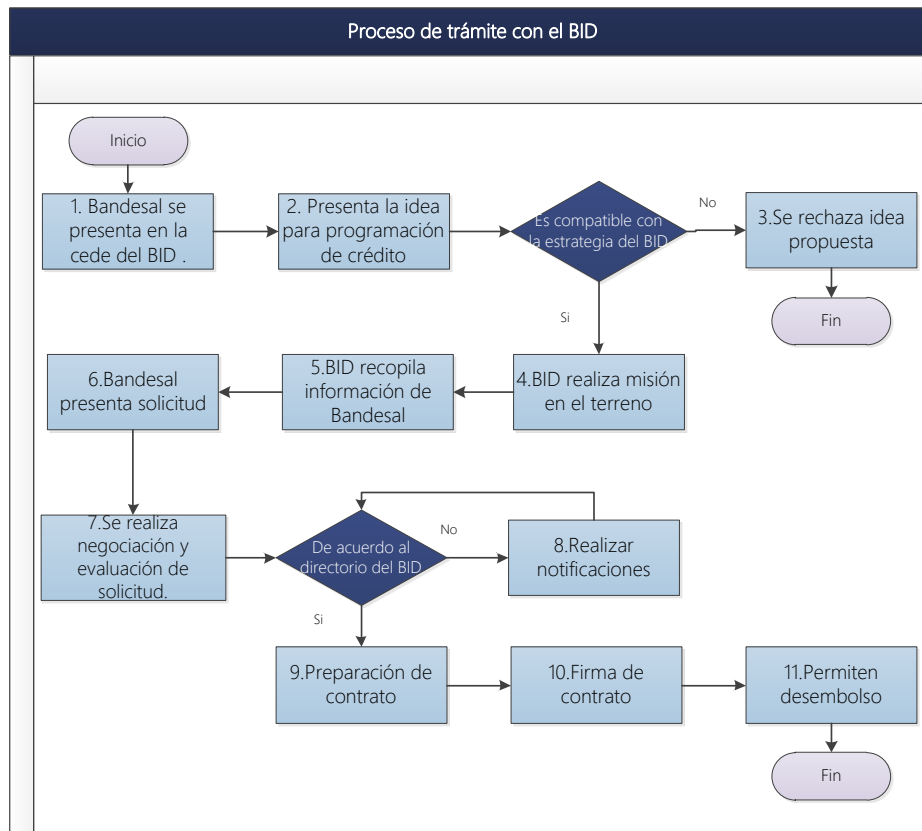 Proceso de trámite con el BID
Inicio
1. Bandesal se
presenta en la
cede del BID .
2. Presenta la idea
para programación
de crédito
Es compatible con
la estrategia del BID
No
3.Se rechaza idea
propuesta
Fin
Si
4.BID realiza misión
en el terreno
5.BID recopila
información de
Bandesal
6.Bandesal
presenta solicitud
7.Se realiza
negociación y
evaluación de
solicitud.
De acuerdo al
directorio del BID
No
8.Realizar
notificaciones
Si
9.Preparación de
contrato
10.Firma de
contrato
11.Permiten
desembolso
Fin